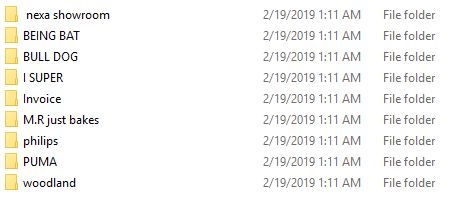 nexa showroom 2/19/2019 1:11 AM File folder
BEING BAT 2/19/2019 1:11 AM File folder
BULL DOG 2/19/2019 1:11 AM File folder
I SUPER 2/19/2019 1:11 AM File folder
Invoice 2/19/2019 1:11 AM File folder
M.R just bakes 2/19/2019 1:11 AM File folder
philips 2/19/2019 1:11 AM File folder
PUMA 2/19/2019 1:11 AM File folder
woodland 2/19/2019 1:11 AM File folder